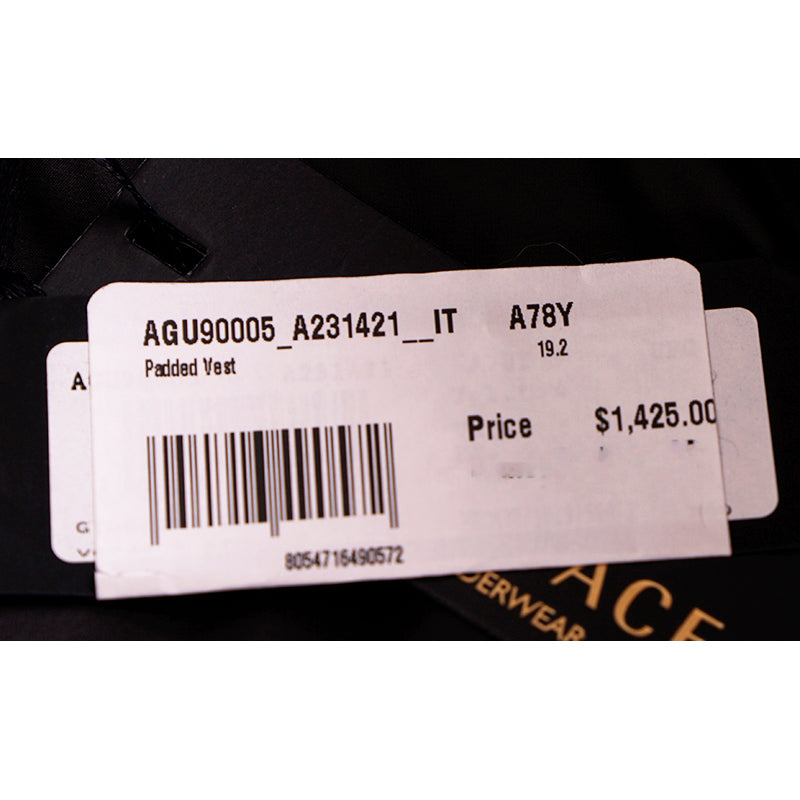 AGU90005_A231421__IT A78Y
Padded Vest 19.2
Price $1,425.00
8054716490572
A
G
V
ACE
DERWEAR